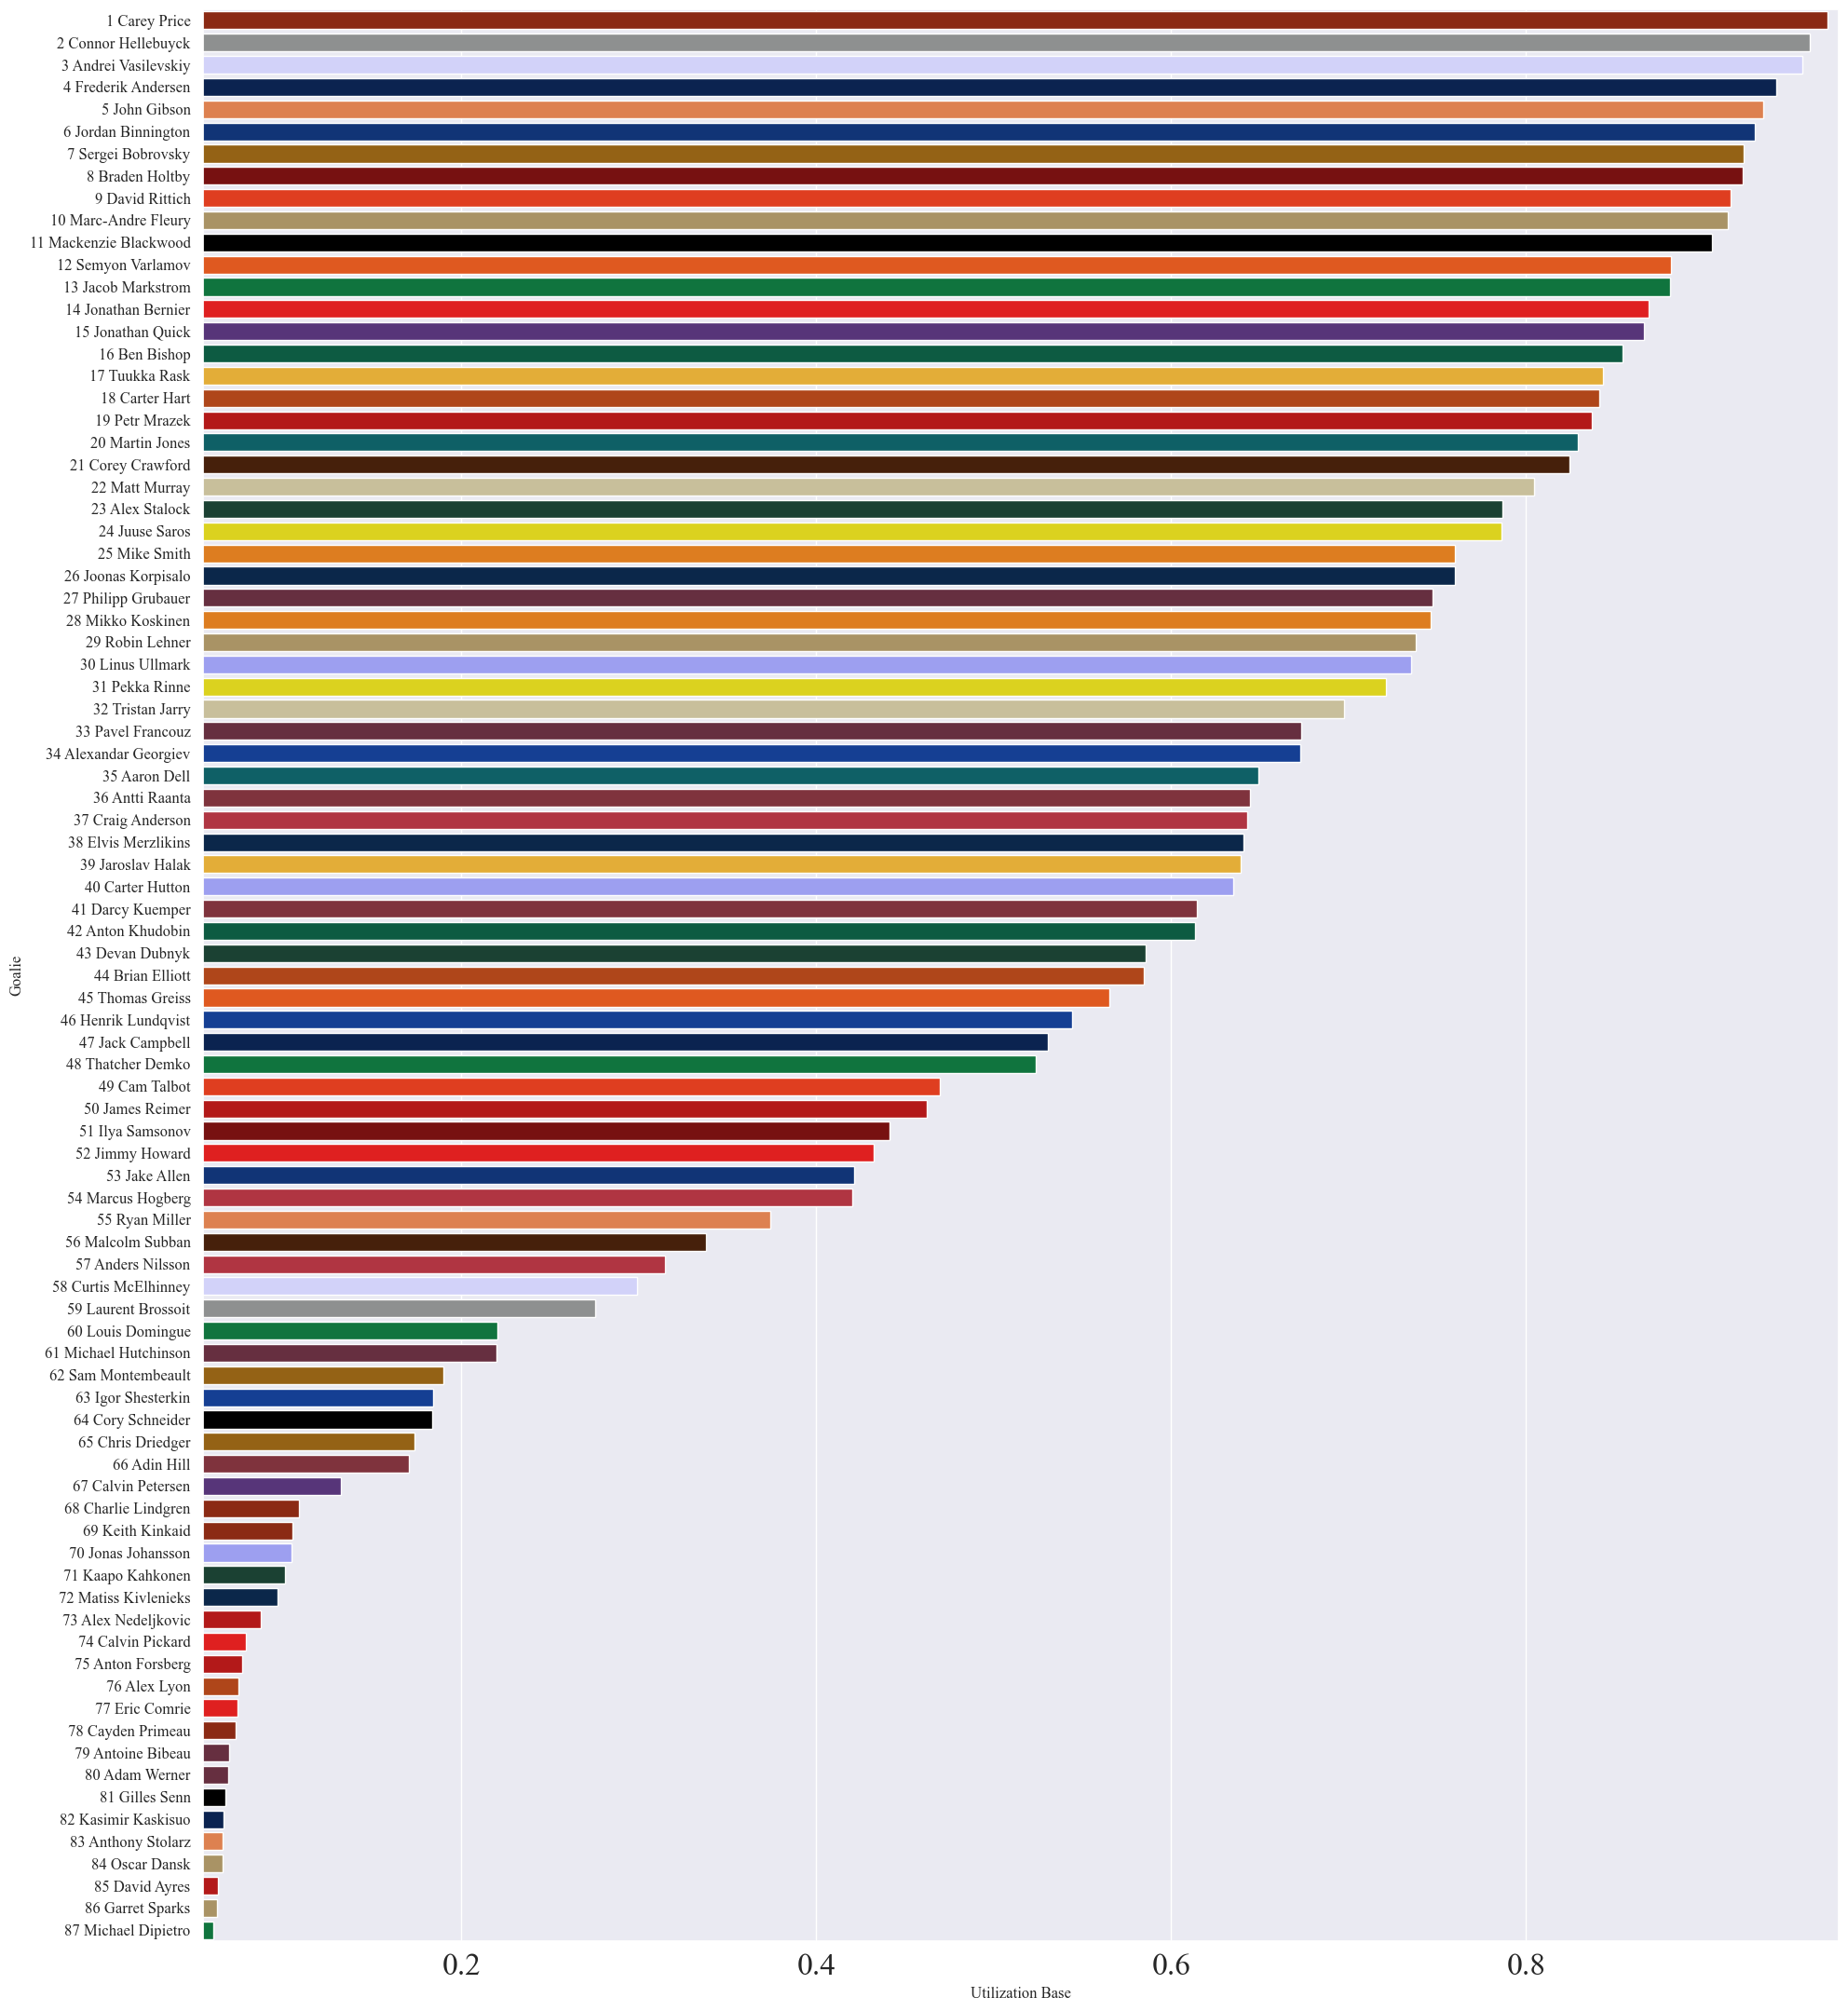 1 Carey Price
2 Connor Hellebuyck
3 Andrei Vasilevskiy
4 Frederik Andersen
5 John Gibson
6 Jordan Binnington
7 Sergei Bobrovsky
8 Braden Holtby
9 David Rittich
10 Marc-Andre Fleury
11 Mackenzie Blackwood
12 Semyon Varlamov
13 Jacob Markstrom
14 Jonathan Bernier
15 Jonathan Quick
16 Ben Bishop
17 Tuukka Rask
18 Carter Hart
19 Petr Mrazek
20 Martin Jones
21 Corey Crawford
22 Matt Murray
23 Alex Stalock
24 Juuse Saros
25 Mike Smith
26 Joonas Korpisalo
27 Philipp Grubauer
28 Mikko Koskinen
29 Robin Lehner
30 Linus Ullmark
31 Pekka Rinne
32 Tristan Jarry
33 Pavel Francouz
34 Alexandar Georgiev
35 Aaron Dell
36 Antti Raanta
37 Craig Anderson
38 Elvis Merzlikins
39 Jaroslav Halak
40 Carter Hutton
41 Darcy Kuemper
42 Anton Khudobin
43 Devan Dubnyk
44 Brian Elliott
45 Thomas Greiss
46 Henrik Lundqvist
47 Jack Campbell
48 Thatcher Demko
49 Cam Talbot
50 James Reimer
51 Ilya Samsonov
52 Jimmy Howard
53 Jake Allen
54 Marcus Hogberg
55 Ryan Miller
56 Malcolm Subban
57 Anders Nilsson
58 Curtis McElhinney
59 Laurent Brossoit
60 Louis Domingue
61 Michael Hutchinson
62 Sam Montembeault
63 Igor Shesterkin
64 Cory Schneider
65 Chris Driedger
66 Adin Hill
67 Calvin Petersen
68 Charlie Lindgren
69 Keith Kinkaid
70 Jonas Johansson
71 Kaapo Kahkonen
72 Matiss Kivlenieks
73 Alex Nedeljkovic
74 Calvin Pickard
75 Anton Forsberg
76 Alex Lyon
77 Eric Comrie
78 Cayden Primeau
79 Antoine Bibeau
80 Adam Werner
81 Gilles Senn
82 Kasimir Kaskisuo
83 Anthony Stolarz
84 Oscar Dansk
85 David Ayres
86 Garret Sparks
87 Michael Dipietro
Goalie
0.2 0.4 0.6 0.8
Utilization Base